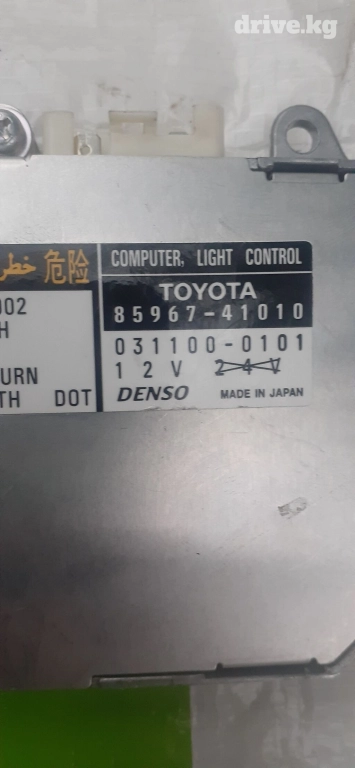 drive.kg
خطر 危险
COMPUTER, LIGHT CONTROL
TOYOTA
85967-41010
031100-0101
12V 24V
DENSO MADE IN JAPAN
002
H
URN
TH DOT